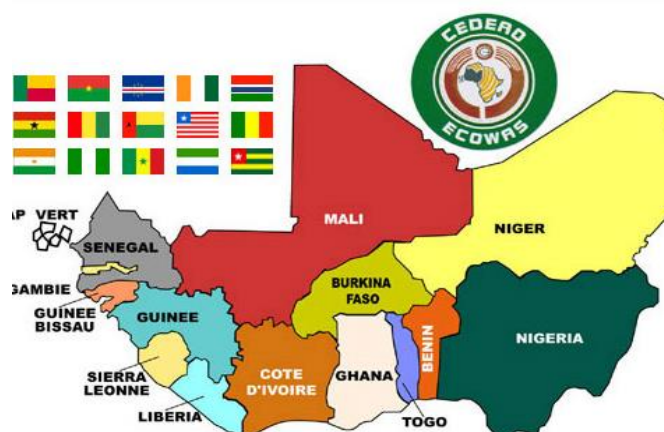 CEDEAO
ECOWAS
MALI
NIGER
AP VERT
SENEGAL
GAMBIE
GUINEE
BISSAU
GUINEE
BURKINA
FASO
NIGERIA
BENIN
SIERRA
LEONNE
COTE
D'IVOIRE
GHANA
LIBERIA
TOGO